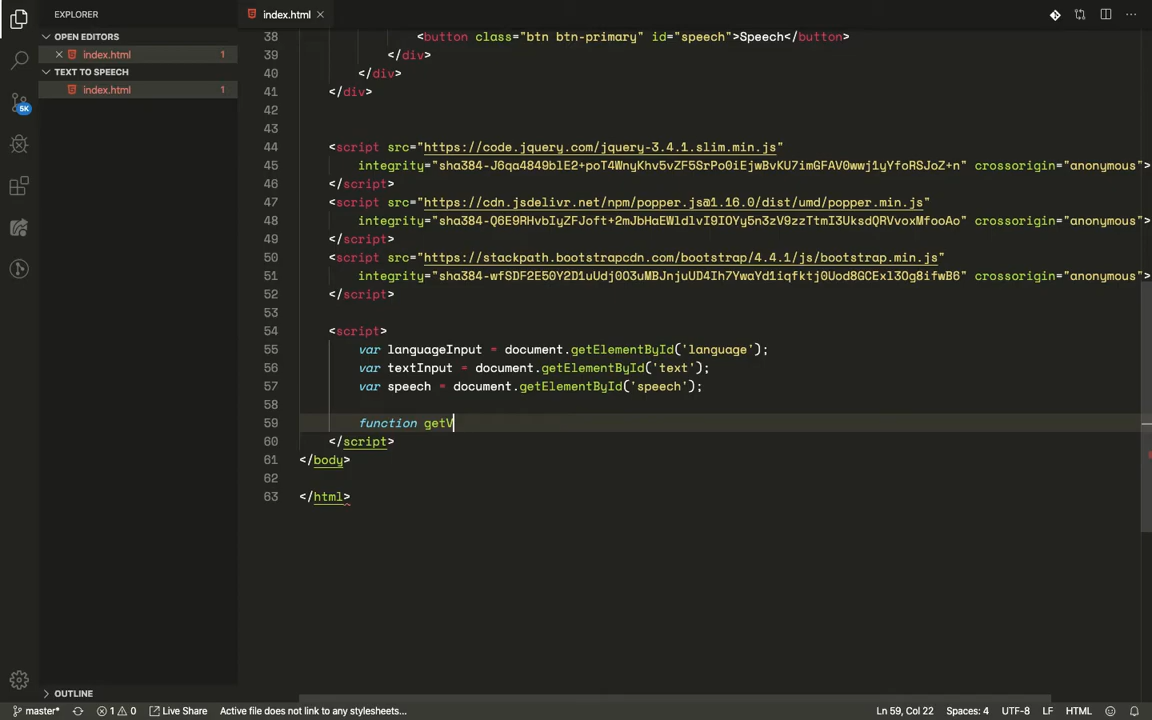 EXPLORER
OPEN EDITORS
index.html 1
TEXT TO SPEECH
index.html 1
5K
OUTLINE
index.html
38 <button class="btn btn-primary" id="speech">Speech</button>
39 </div>
40 </div>
41 </div>
42
43
44 <script src="https://code.jquery.com/jquery-3.4.1.slim.min.js"
45 integrity="sha384-J6qa4849blE2+poT4WnyKhv5vZF5SrPo0iEjwBvKU7imGFAV0wwj1yYfoRSJoZ+n" crossorigin="anonymous">
46 </script>
47 <script src="https://cdn.jsdelivr.net/npm/popper.js@1.16.0/dist/umd/popper.min.js"
48 integrity="sha384-Q6E9RHvbIyZFJoft+2mJbHaEWldlvI9IOYy5n3zV9zzTtmI3UksdQRVvoxMfooAo" crossorigin="anonymous">
49 </script>
50 <script src="https://stackpath.bootstrapcdn.com/bootstrap/4.4.1/js/bootstrap.min.js"
51 integrity="sha384-wfSDF2E50Y2D1uUdj0O3uMBJnjuUD4Ih7YwaYd1iqfktj0Uod8GCExl3Og8ifwB6" crossorigin="anonymous">
52 </script>
53
54 <script>
55 var languageInput = document.getElementById('language');
56 var textInput = document.getElementById('text');
57 var speech = document.getElementById('speech');
58
59 function getV
60 </script>
61 </body>
62
63 </html>
master* 1 0 Live Share Active file does not link to any stylesheets... Ln 59, Col 22 Spaces: 4 UTF-8 LF HTML